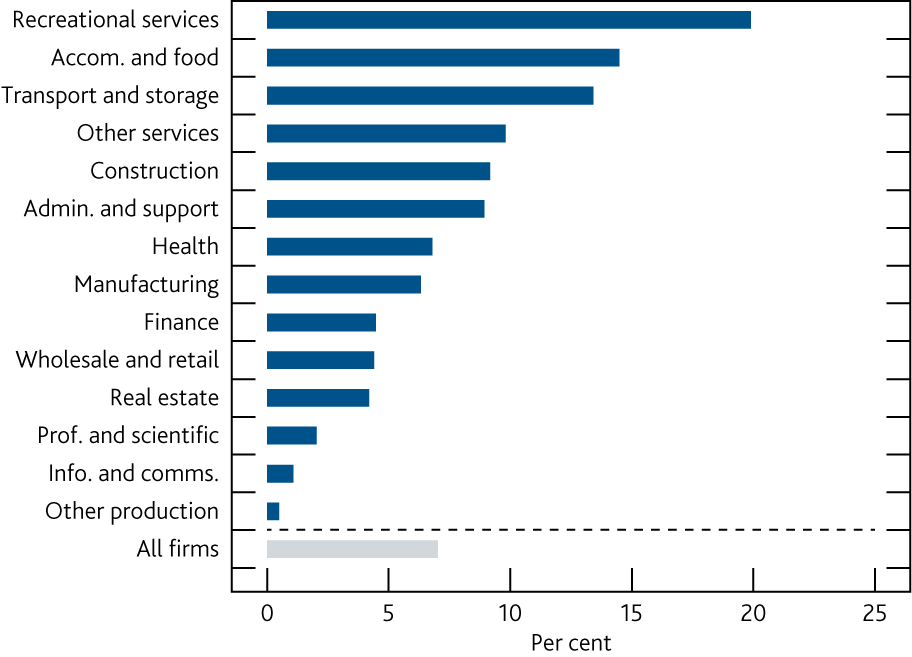 Recreational services
Accom. and food
Transport and storage
Other services
Construction
Admin. and support
Health
Manufacturing
Finance
Wholesale and retail
Real estate
Prof. and scientific
Info. and comms.
Other production
All firms
0 5 10 15 20 25
Per cent